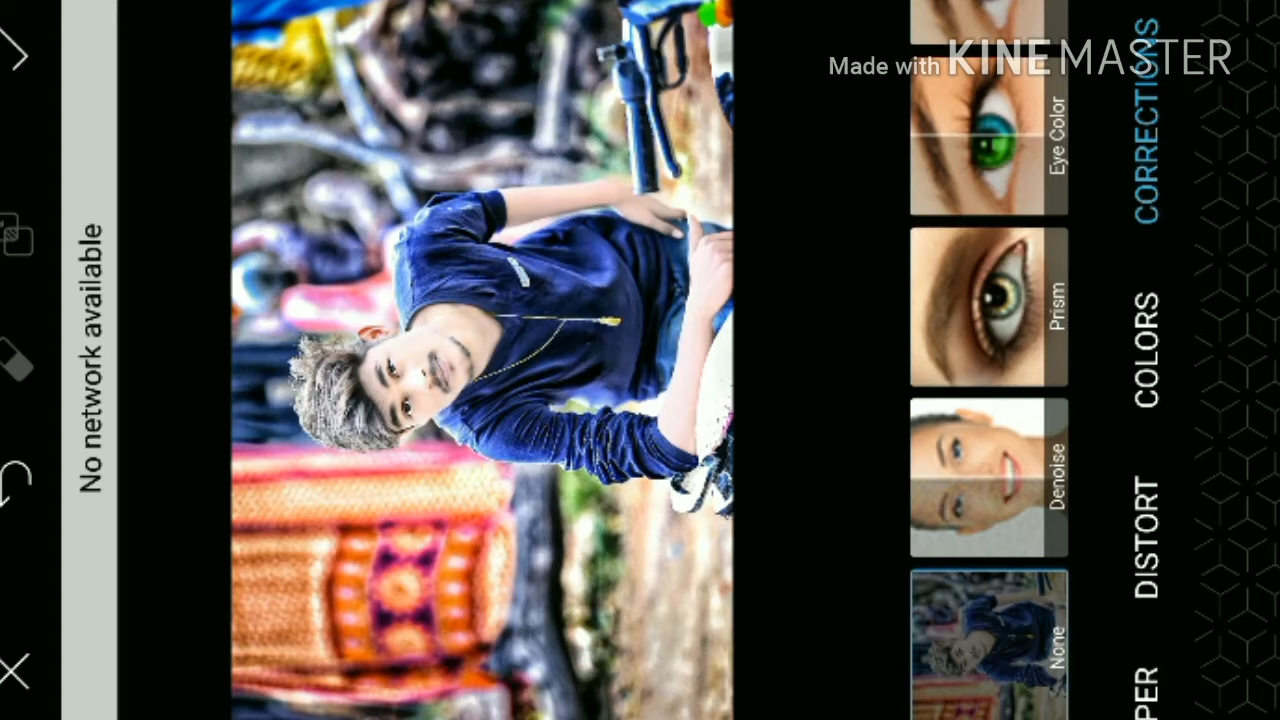 Made with KINEMASTER
No network available
None
Denoise
Prism
Eye Color
PER
DISTORT
COLORS
CORRECTIONS